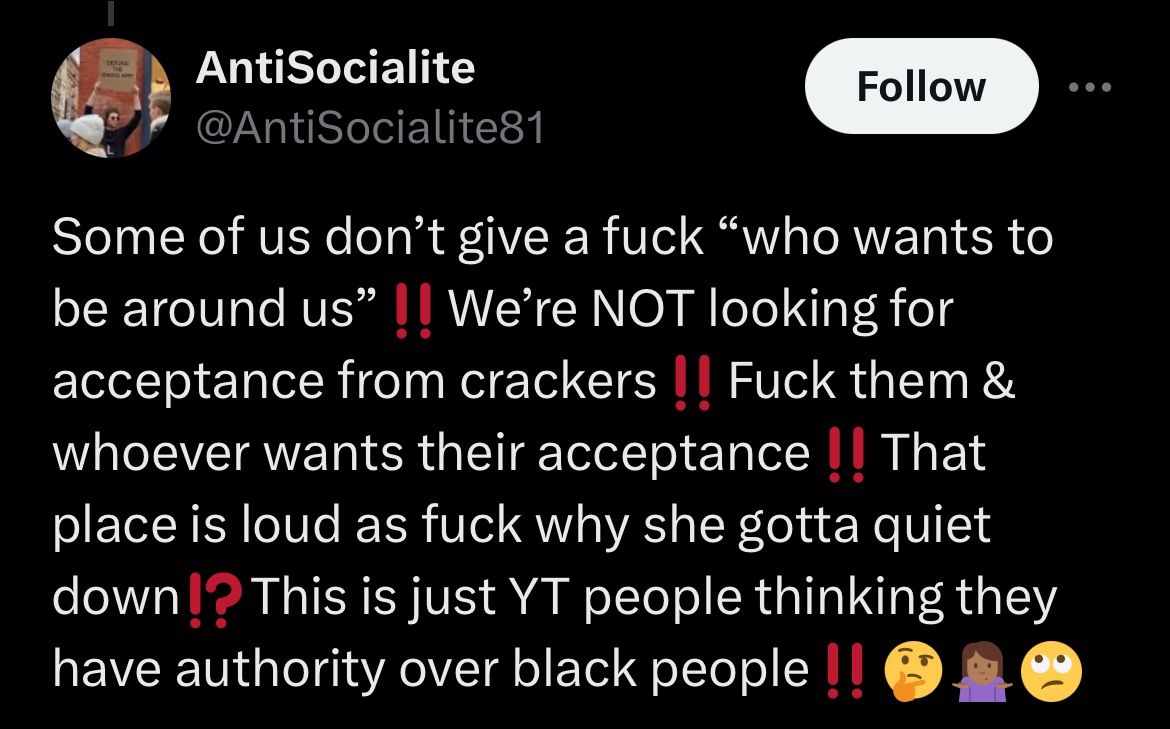 AntiSocialite
@AntiSocialite81
Follow
DEFUND
THE
Some of us don’t give a fuck “who wants to
be around us”‼️We’re NOT looking for
acceptance from crackers‼️Fuck them &
whoever wants their acceptance‼️That
place is loud as fuck why she gotta quiet
down⁉️This is just YT people thinking they
have authority over black people‼️🤔🤷🏽‍♀️🙄